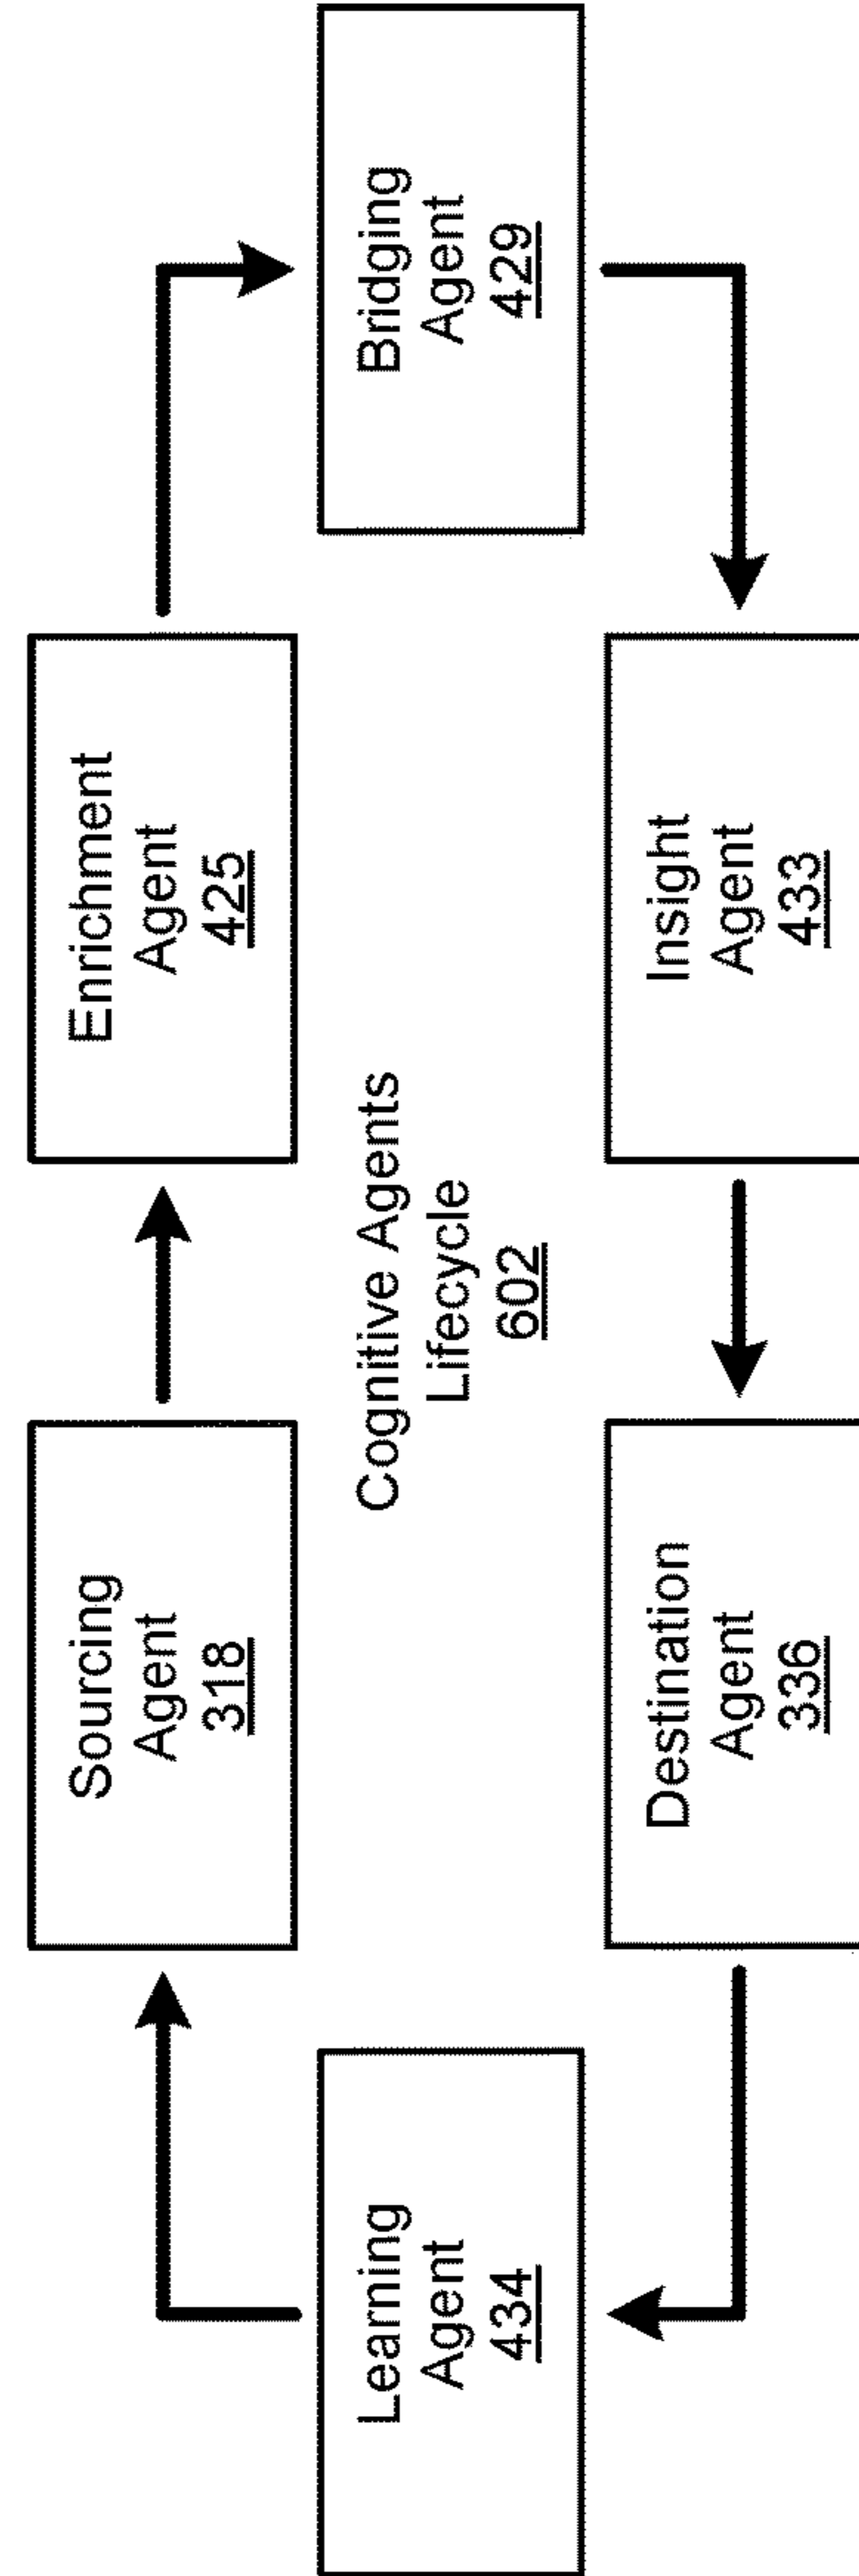 Sourcing
Agent
318
Enrichment
Agent
425
Learning
Agent
434
Cognitive Agents
Lifecycle
602
Bridging
Agent
429
Destination
Agent
336
Insight
Agent
433